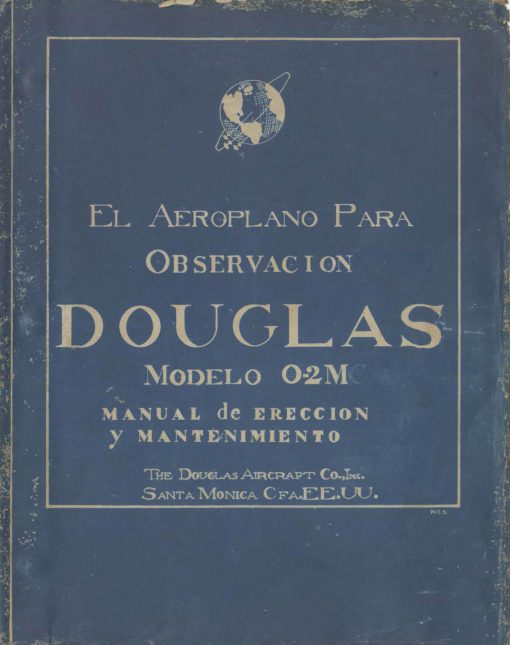 El Aeroplano Para
Observacion
DOUGLAS
Modelo O-2MC
MANUAL de ERECCION
y MANTENIMIENTO
The Douglas Aircraft Co., Inc.
Santa Monica Cfa. EE. UU.
W.C.S.